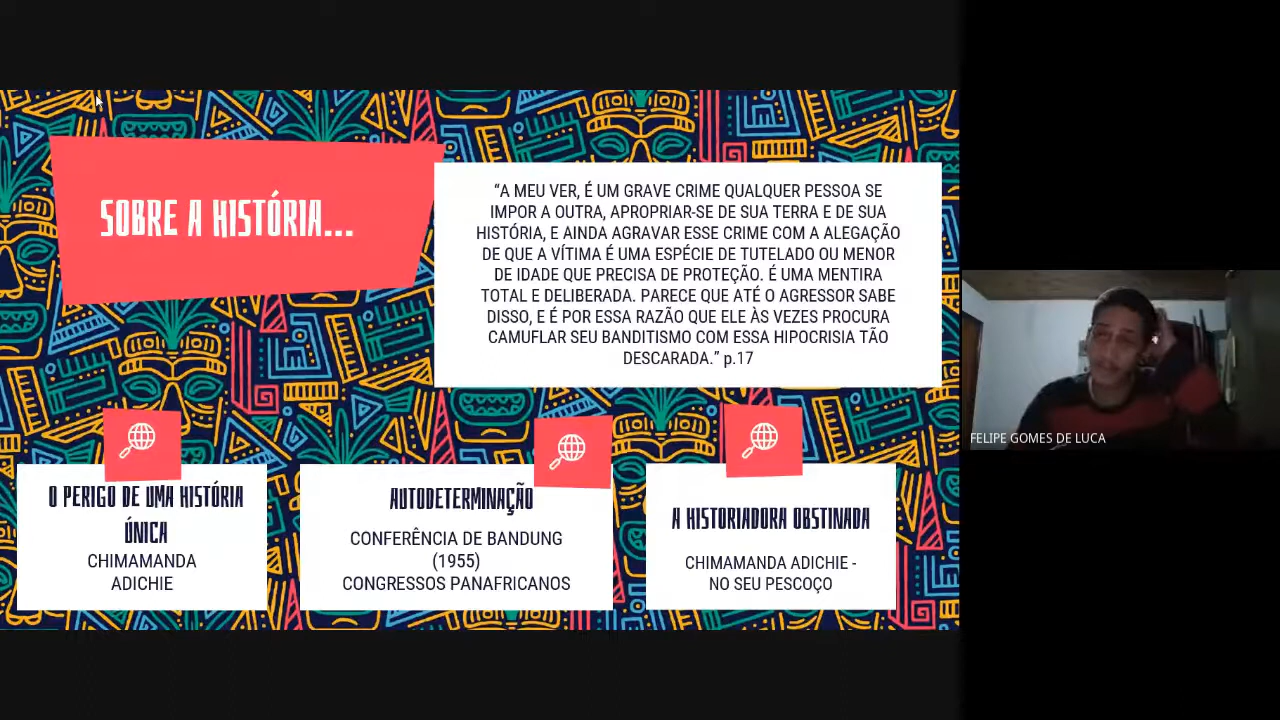 SOBRE A HISTÓRIA...
“A MEU VER, É UM GRAVE CRIME QUALQUER PESSOA SE
IMPOR A OUTRA, APROPRIAR-SE DE SUA TERRA E DE SUA
HISTÓRIA, E AINDA AGRAVAR ESSE CRIME COM A ALEGAÇÃO
DE QUE A VÍTIMA É UMA ESPÉCIE DE TUTELADO OU MENOR
DE IDADE QUE PRECISA DE PROTEÇÃO. É UMA MENTIRA
TOTAL E DELIBERADA. PARECE QUE ATÉ O AGRESSOR SABE
DISSO, E É POR ESSA RAZÃO QUE ELE ÀS VEZES PROCURA
CAMUFLAR SEU BANDITISMO COM ESSA HIPOCRISIA TÃO
DESCARADA.” p.17
O PERIGO DE UMA HISTÓRIA
ÚNICA
CHIMAMANDA
ADICHIE
AUTODETERMINAÇÃO
CONFERÊNCIA DE BANDUNG
(1955)
CONGRESSOS PANAFRICANOS
A HISTORIADORA OBSTINADA
CHIMAMANDA ADICHIE -
NO SEU PESCOÇO
FELIPE GOMES DE LUCA